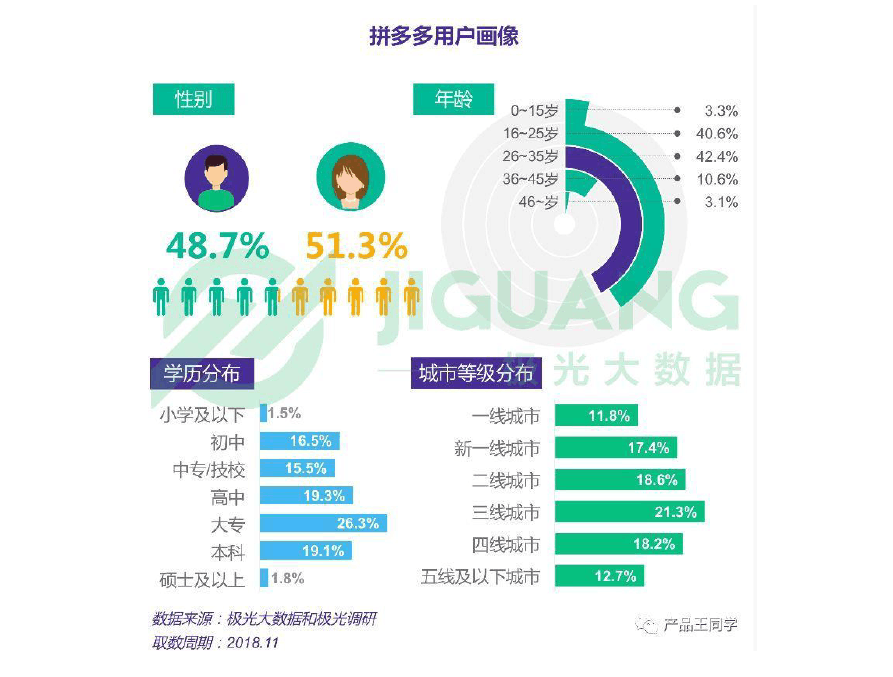 拼多多用户画像
性别
48.7%
51.3%
年龄
0~15岁 3.3%
16~25岁 40.6%
26~35岁 42.4%
36~45岁 10.6%
46~岁 3.1%
JIGUANG
极光大数据
学历分布
小学及以下 1.5%
初中 16.5%
中专/技校 15.5%
高中 19.3%
大专 26.3%
本科 19.1%
硕士及以上 1.8%
城市等级分布
一线城市 11.8%
新一线城市 17.4%
二线城市 18.6%
三线城市 21.3%
四线城市 18.2%
五线及以下城市 12.7%
数据来源：极光大数据和极光调研
取数周期：2018.11
产品王同学